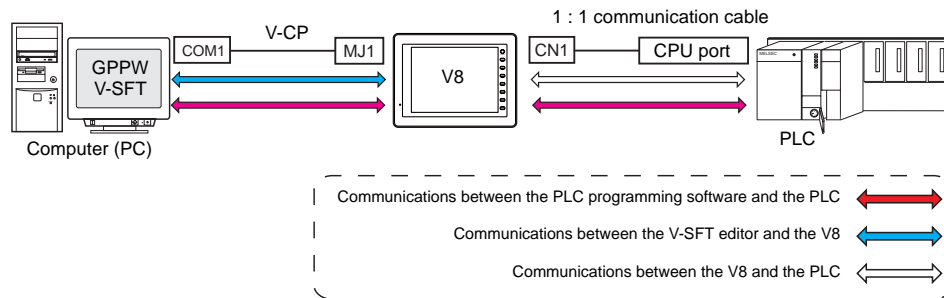 1 : 1 communication cable
V-CP
COM1
MJ1
CN1
CPU port
MELSEC
GPPW
V-SFT
V8
Computer (PC)
PLC
Communications between the PLC programming software and the PLC
Communications between the V-SFT editor and the V8
Communications between the V8 and the PLC